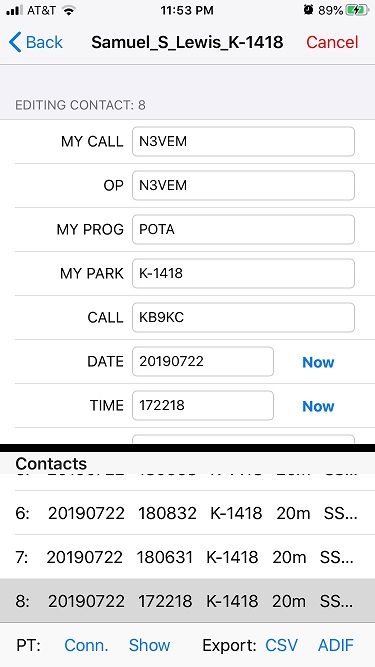 AT&T 11:53 PM 89%
Back Samuel_S_Lewis_K-1418 Cancel
EDITING CONTACT: 8
MY CALL N3VEM
OP N3VEM
MY PROG POTA
MY PARK K-1418
CALL KB9KC
DATE 20190722 Now
TIME 172218 Now
Contacts
6: 20190722 180832 K-1418 20m SS...
7: 20190722 180631 K-1418 20m SS...
8: 20190722 172218 K-1418 20m SS...
PT: Conn. Show Export: CSV ADIF